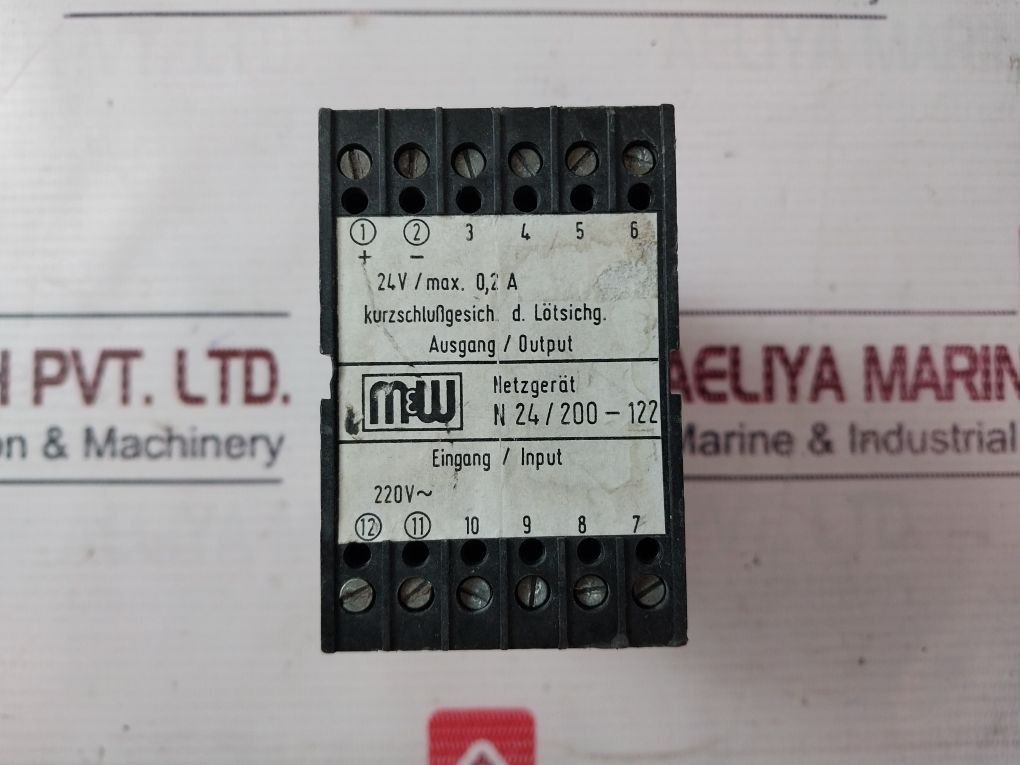 ① ② 3 4 5 6
+ −
24V / max. 0,2 A
kurzschlußgesich. d. Lötsichg.
Ausgang / Output
M&W
Netzgerät
N 24 / 200 – 122
Eingang / Input
220V~
⑫ ⑪ 10 9 8 7
H PVT. LTD.
on & Machinery
AELIYA MARIN
Marine & Industrial